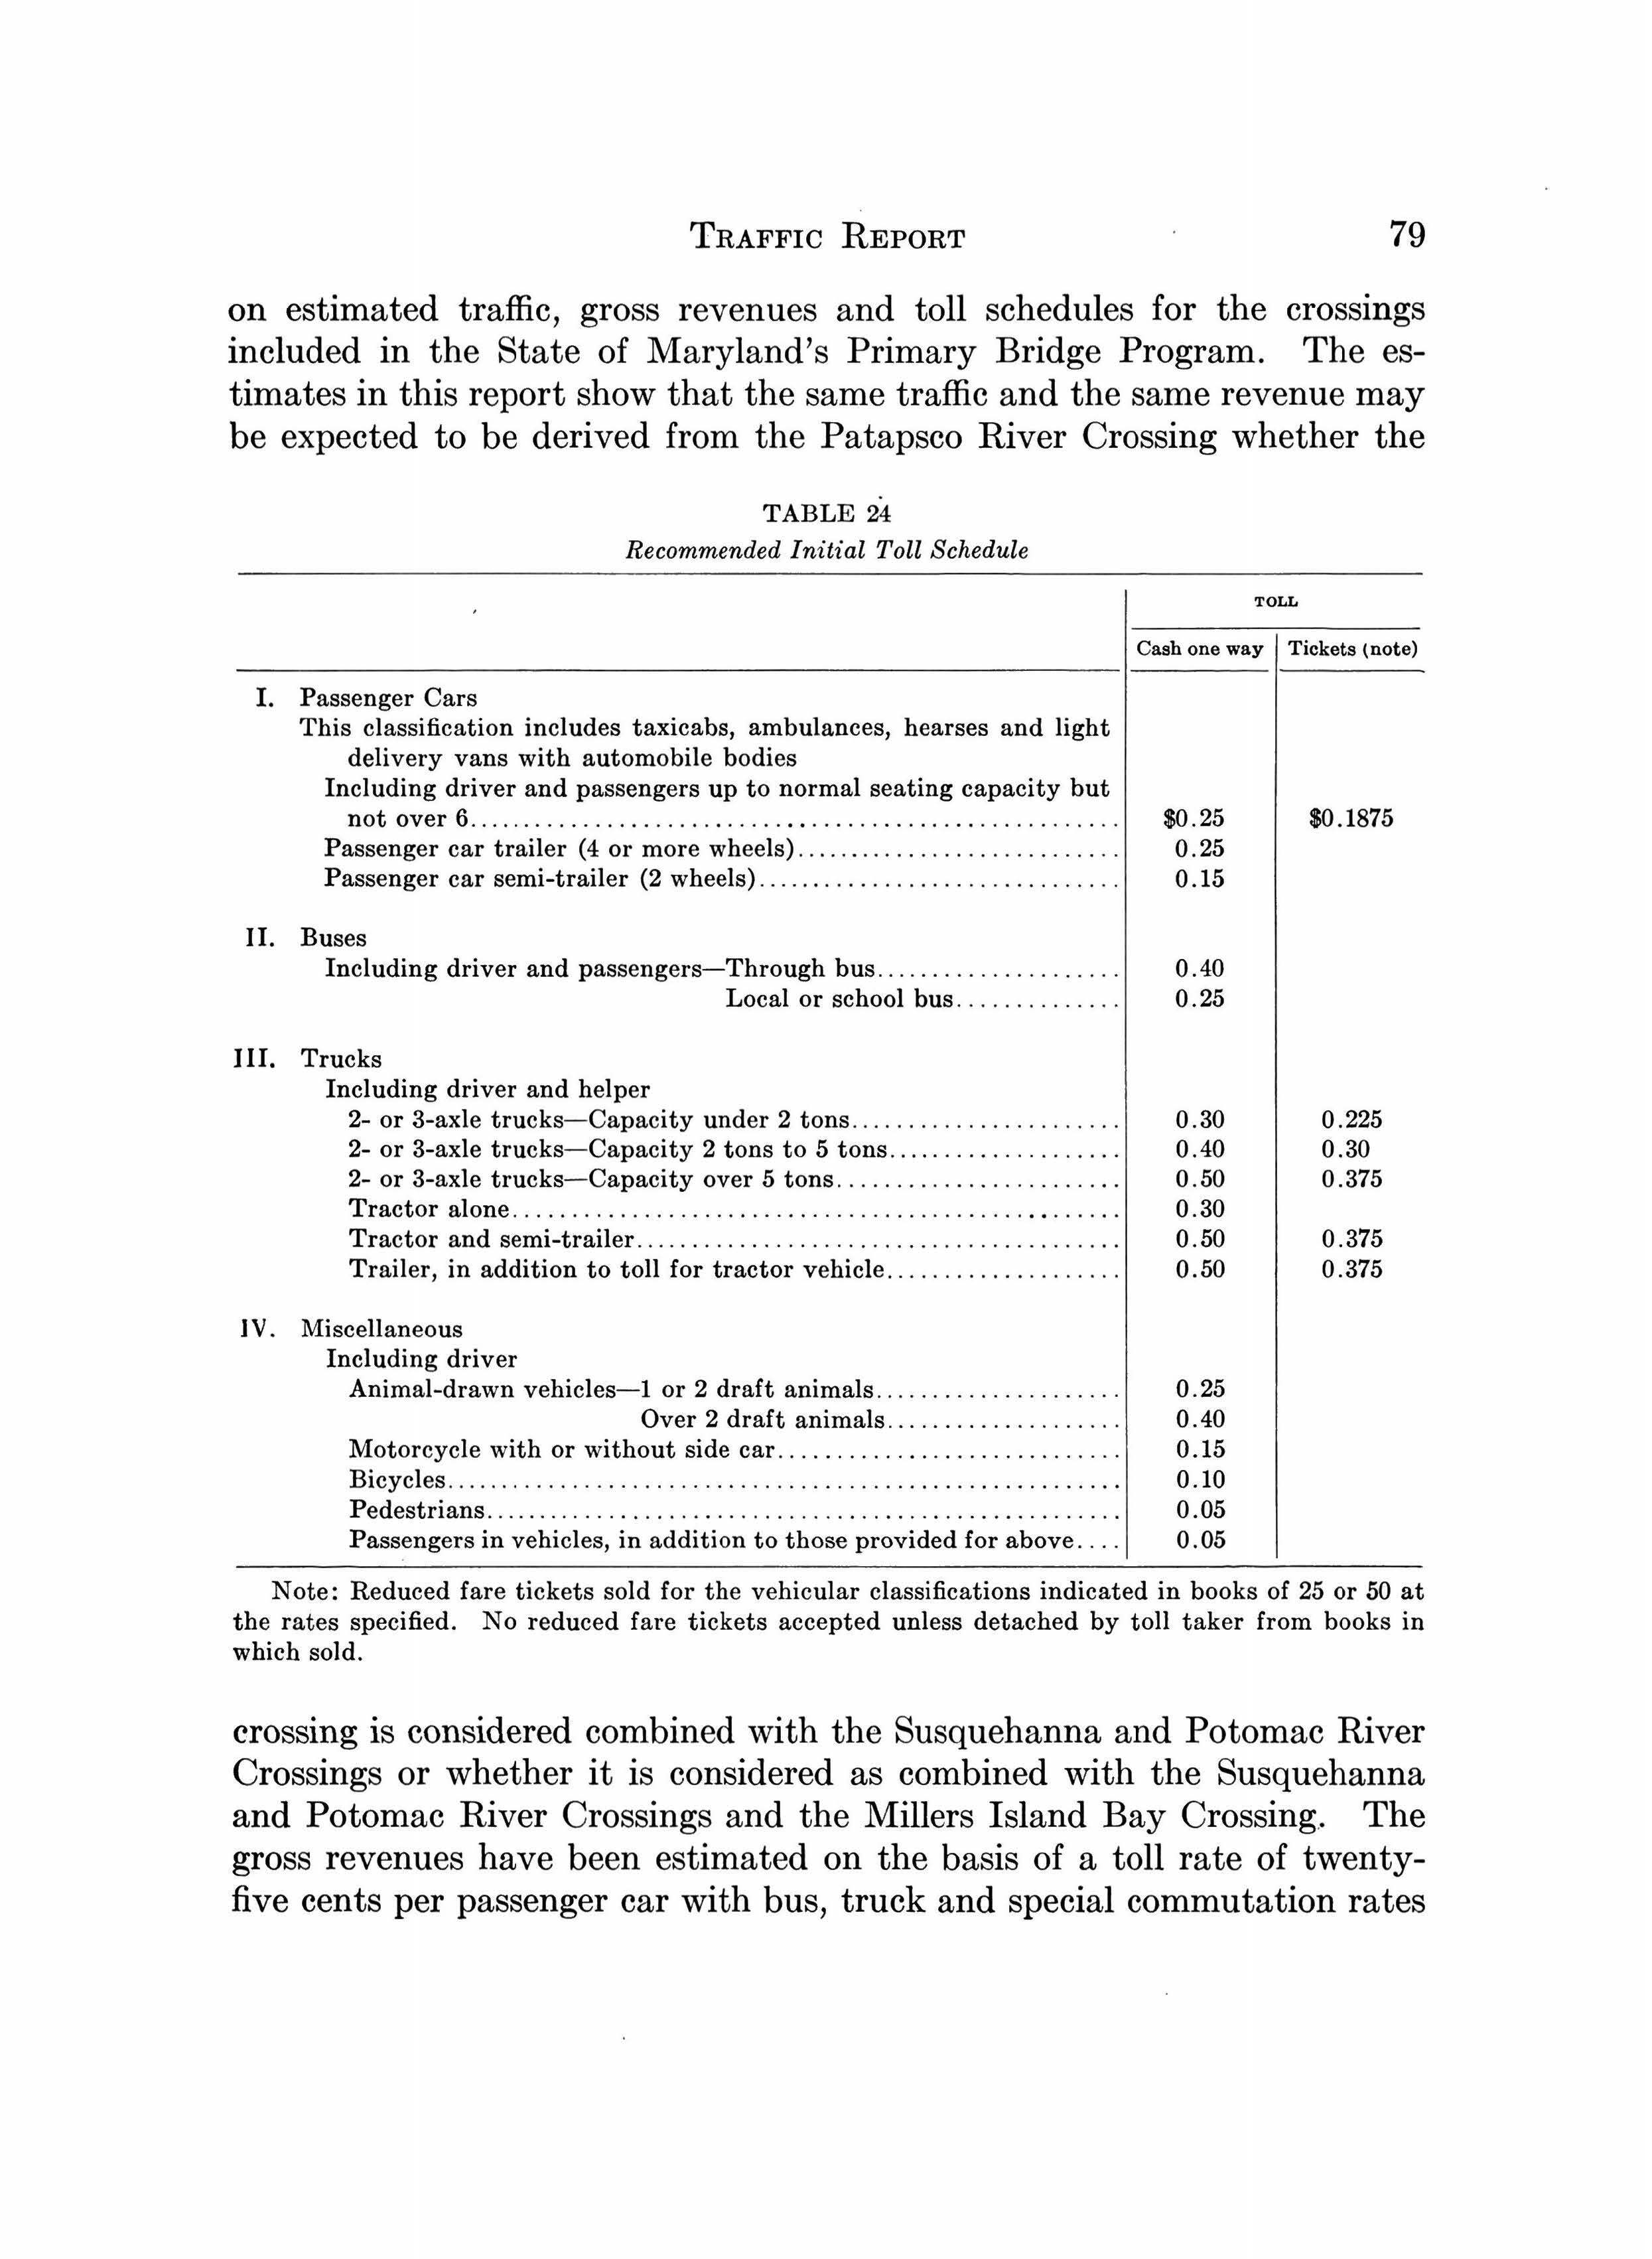 TRAFFIC REPORT 79
on estimated traffic, gross revenues and toll schedules for the crossings
included in the State of Maryland's Primary Bridge Program. The es-
timates in this report show that the same traffic and the same revenue may
be expected to be derived from the Patapsco River Crossing whether the
TABLE 24
Recommended Initial Toll Schedule
TOLL
Cash one way Tickets (note)
I. Passenger Cars
This classification includes taxicabs, ambulances, hearses and light
delivery vans with automobile bodies
Including driver and passengers up to normal seating capacity but
not over 6 $0.25 $0.1875
Passenger car trailer (4 or more wheels) 0.25
Passenger car semi-trailer (2 wheels) 0.15
II. Buses
Including driver and passengers—Through bus 0.40
Local or school bus 0.25
III. Trucks
Including driver and helper
2- or 3-axle trucks—Capacity under 2 tons 0.30 0.225
2- or 3-axle trucks—Capacity 2 tons to 5 tons 0.40 0.30
2- or 3-axle trucks—Capacity over 5 tons 0.50 0.375
Tractor alone 0.30
Tractor and semi-trailer 0.50 0.375
Trailer, in addition to toll for tractor vehicle 0.50 0.375
IV. Miscellaneous
Including driver
Animal-drawn vehicles—1 or 2 draft animals 0.25
Over 2 draft animals 0.40
Motorcycle with or without side car 0.15
Bicycles 0.10
Pedestrians 0.05
Passengers in vehicles, in addition to those provided for above 0.05
Note: Reduced fare tickets sold for the vehicular classifications indicated in books of 25 or 50 at
the rates specified. No reduced fare tickets accepted unless detached by toll taker from books in
which sold.
crossing is considered combined with the Susquehanna and Potomac River
Crossings or whether it is considered as combined with the Susquehanna
and Potomac River Crossings and the Millers Island Bay Crossing. The
gross revenues have been estimated on the basis of a toll rate of twenty-
five cents per passenger car with bus, truck and special commutation rates